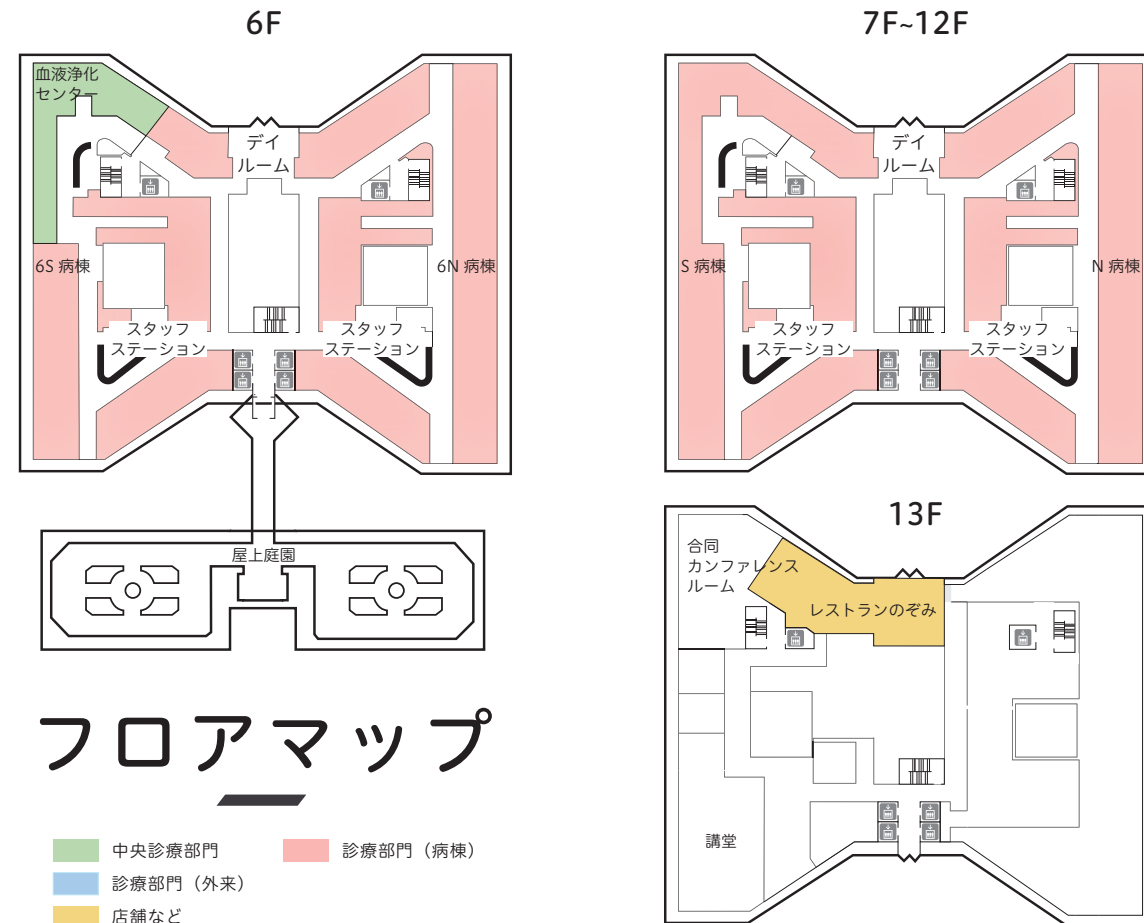 6F
血液浄化
センター
デイ
ルーム
6S 病棟
6N 病棟
スタッフ
ステーション
スタッフ
ステーション
屋上庭園
7F~12F
デイ
ルーム
S 病棟
N 病棟
スタッフ
ステーション
スタッフ
ステーション
13F
合同
カンファレンス
ルーム
レストランのぞみ
講堂
フロアマップ
中央診療部門
診療部門（病棟）
診療部門（外来）
店舗など